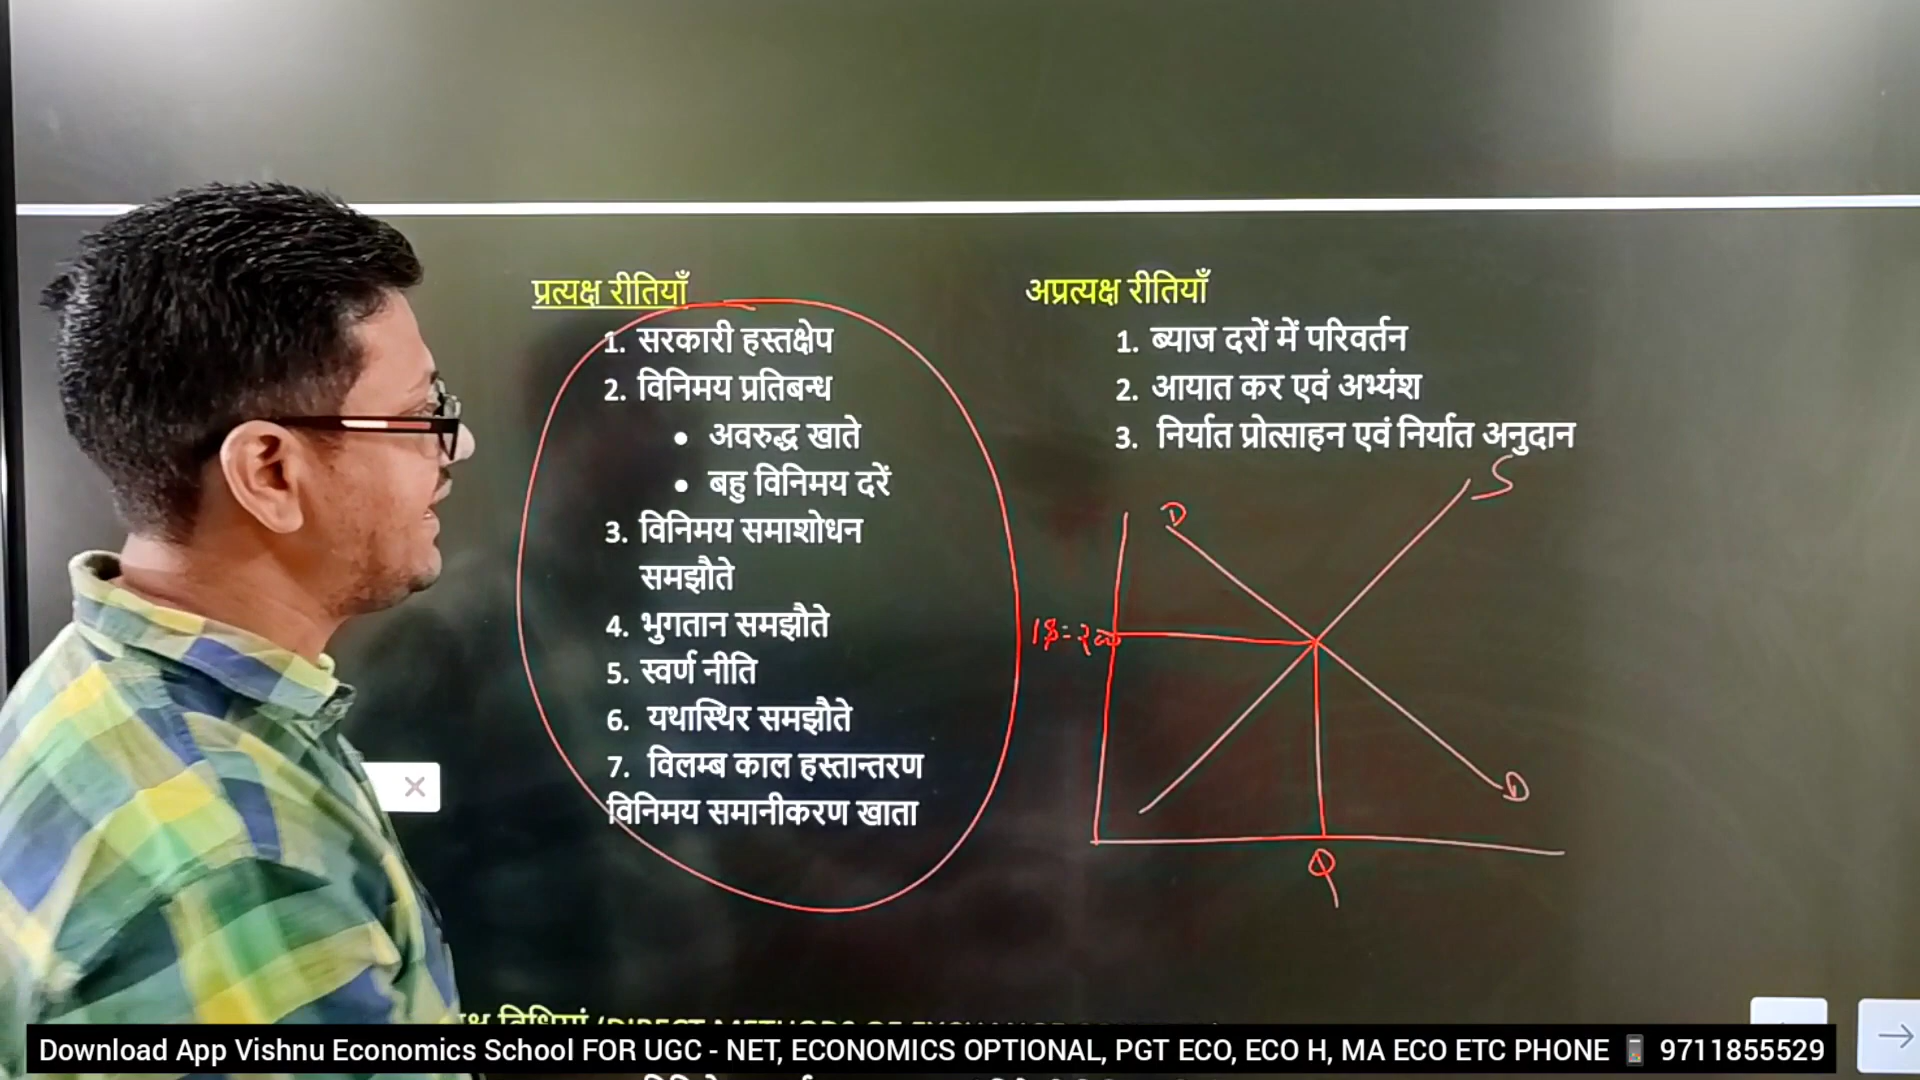 प्रत्यक्ष रीतियाँ
1. सरकारी हस्तक्षेप
2. विनिमय प्रतिबन्ध
• अवरुद्ध खाते
• बहु विनिमय दरें
3. विनिमय समाशोधन
समझौते
4. भुगतान समझौते
5. स्वर्ण नीति
6. यथास्थिर समझौते
7. विलम्ब काल हस्तान्तरण
विनिमय समानीकरण खाता
अप्रत्यक्ष रीतियाँ
1. ब्याज दरों में परिवर्तन
2. आयात कर एवं अभ्यंश
3. निर्यात प्रोत्साहन एवं निर्यात अनुदान
S
D
1$=
D
Q
Download App Vishnu Economics School FOR UGC - NET, ECONOMICS OPTIONAL, PGT ECO, ECO H, MA ECO ETC PHONE 📱 9711855529